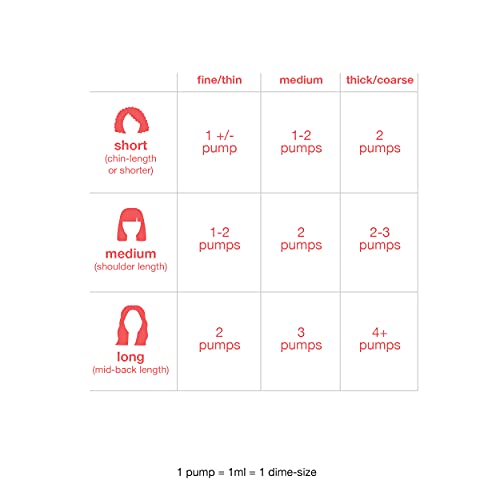 fine/thin medium thick/coarse
short
(chin-length
or shorter)
1 +/-
pump
1-2
pumps
2
pumps
medium
(shoulder length)
1-2
pumps
2
pumps
2-3
pumps
long
(mid-back length)
2
pumps
3
pumps
4+
pumps
1 pump = 1ml = 1 dime-size